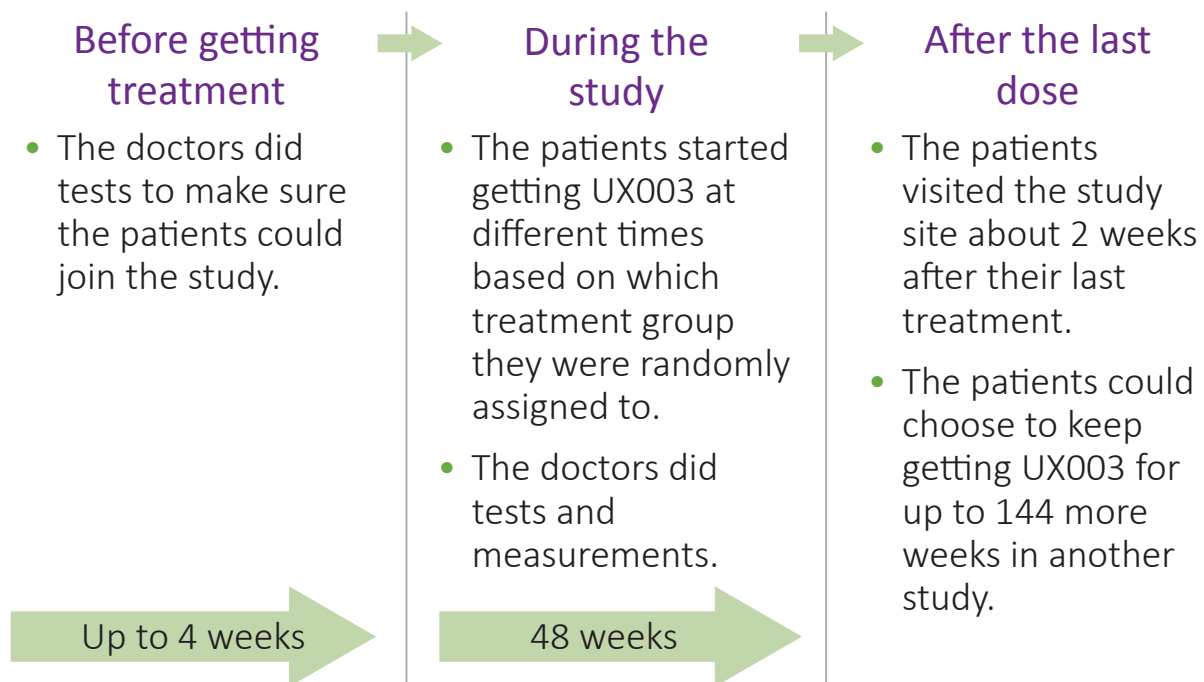 Before getting
treatment
• The doctors did
tests to make sure
the patients could
join the study.
Up to 4 weeks
During the
study
• The patients started
getting UX003 at
different times
based on which
treatment group
they were randomly
assigned to.
• The doctors did
tests and
measurements.
48 weeks
After the last
dose
• The patients
visited the study
site about 2 weeks
after their last
treatment.
• The patients could
choose to keep
getting UX003 for
up to 144 more
weeks in another
study.